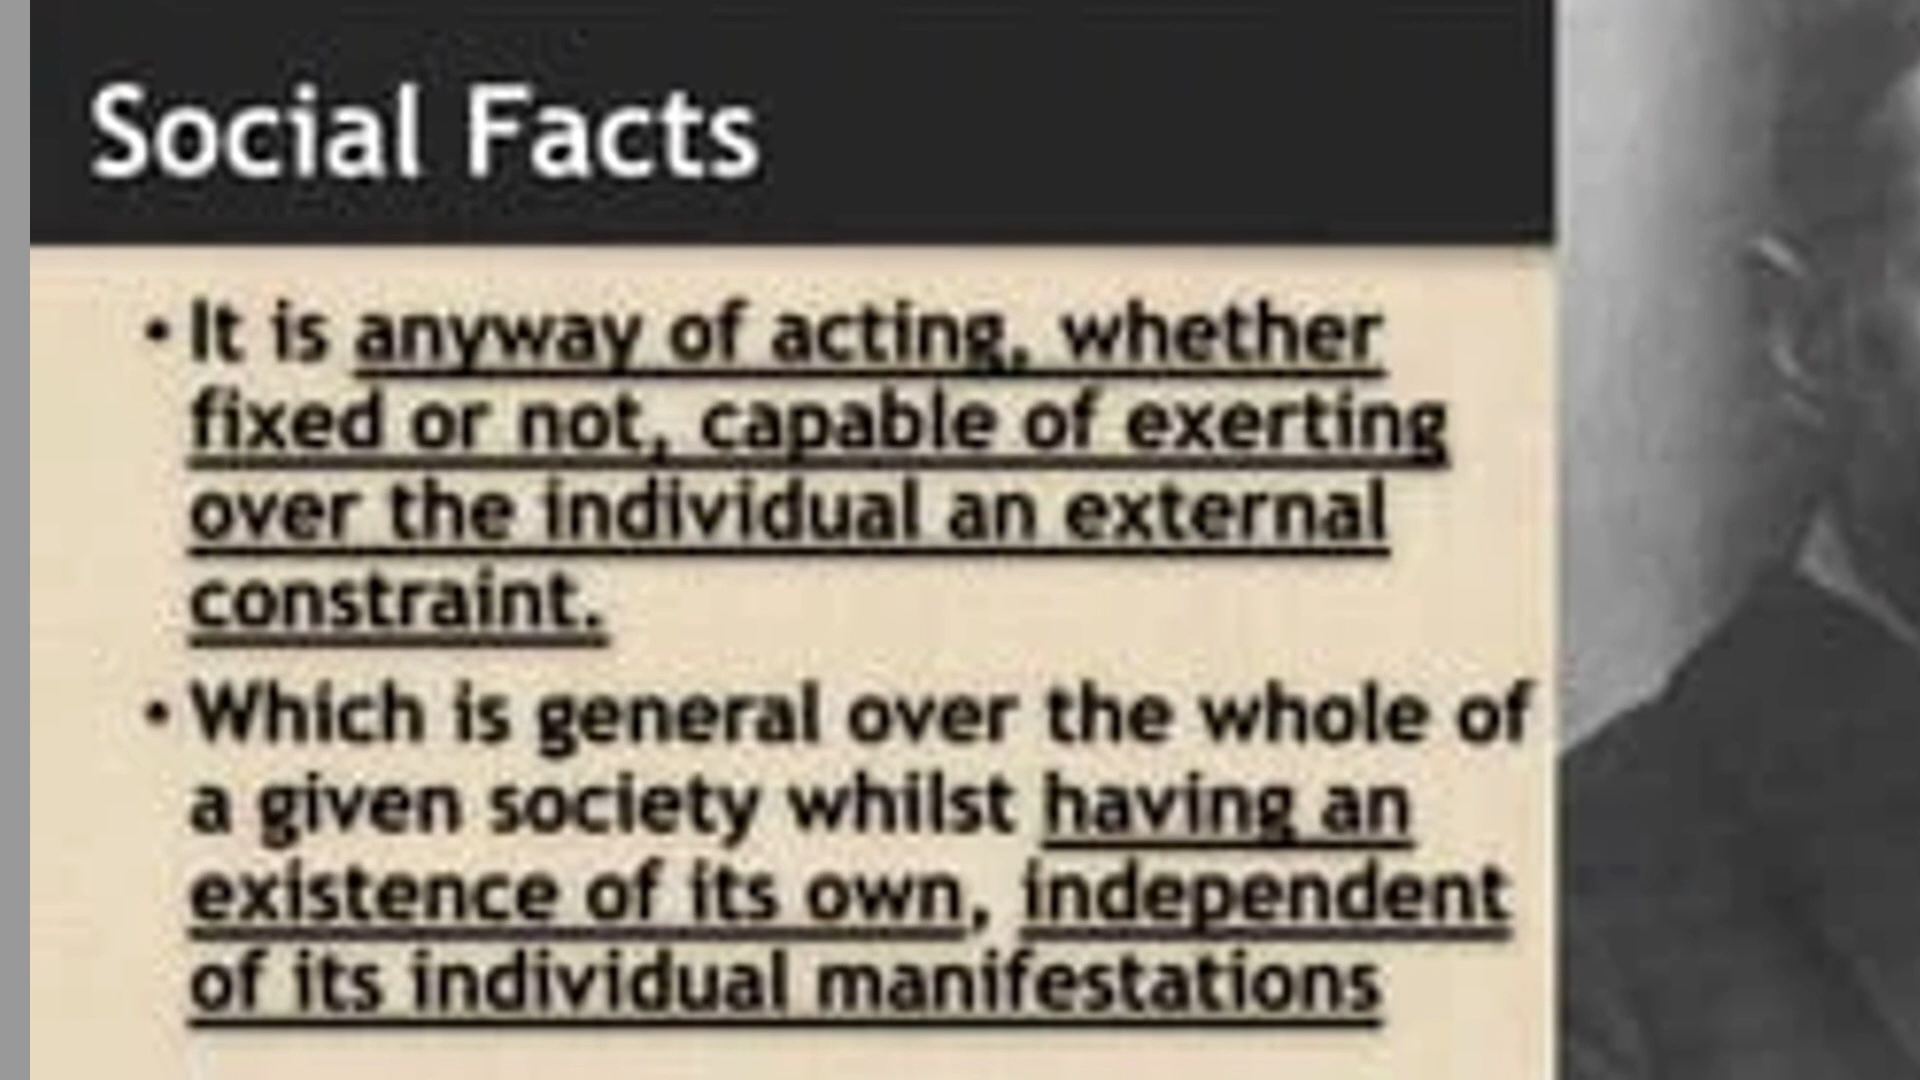 Social Facts
• It is anyway of acting, whether
fixed or not, capable of exerting
over the individual an external
constraint.
• Which is general over the whole of
a given society whilst having an
existence of its own, independent
of its individual manifestations